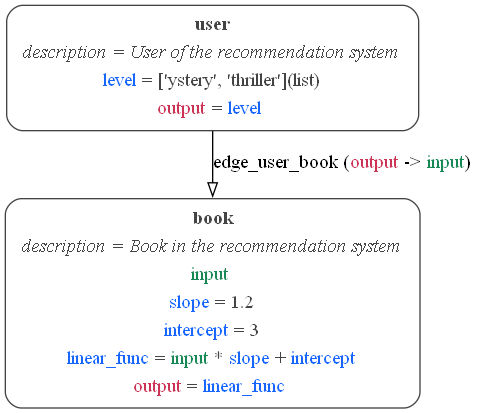 user
description = User of the recommendation system
level = ['ystery', 'thriller'](list)
output = level
edge_user_book (output -> input)
book
description = Book in the recommendation system
input
slope = 1.2
intercept = 3
linear_func = input * slope + intercept
output = linear_func